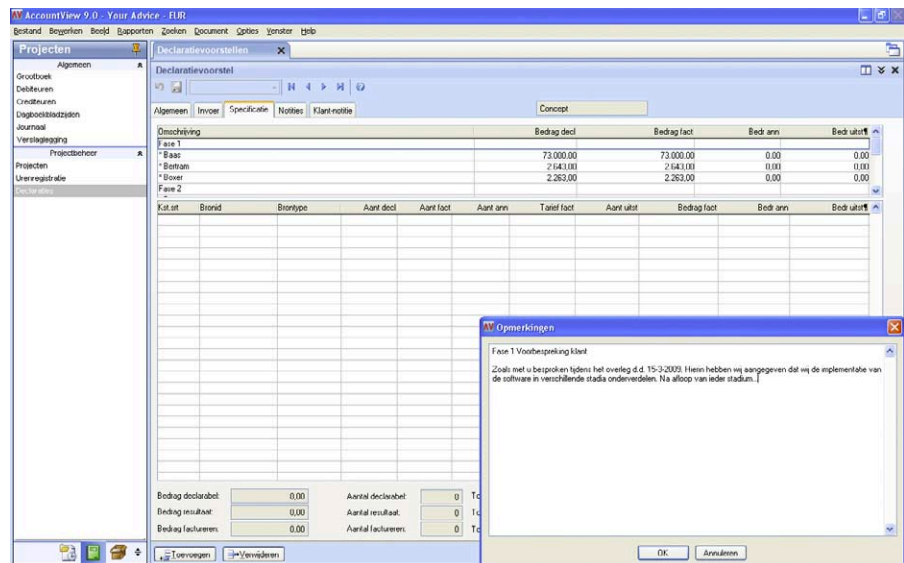 AccountView 9.0 - Your Advice - EUR
Bestand Bewerken Beeld Rapporten Zoeken Document Opties Venster Help
Projecten
Declaratievoorstellen
Algemeen
Grootboek
Debiteuren
Crediteuren
Dagboekbladzijden
Journaal
Verslaglegging
Projectbeheer
Projecten
Urenregistratie
Declaraties
Declaratievoorstel
Algemeen Invoer Specificatie Notities Klant-notitie Concept
Omschrijving Bedrag decl Bedrag fact Bedr ann Bedr uitst¶
Fase 1
* Baas 73.000,00 73.000,00 0,00 0,00
* Bertram 2.643,00 2.643,00 0,00 0,00
* Boxer 2.263,00 2.263,00 0,00 0,00
Fase 2
Kst.srt Bronid Brontype Aant decl Aant fact Aant ann Tarief fact Aant uitst Bedrag fact Bedr ann Bedr uitst¶
Opmerkingen
Fase 1 Voorbespreking klant
Zoals met u besproken tijdens het overleg d.d. 15-3-2009. Hierin hebben wij aangegeven dat wij de implementatie van
de software in verschillende stadia onderverdelen. Na afloop van ieder stadium..
OK Annuleren
Bedrag declarabel: 0,00 Aantal declarabel: 0
Bedrag resultaat: 0,00 Aantal resultaat: 0
Bedrag factureren: 0,00 Aantal factureren: 0
Toevoegen Verwijderen